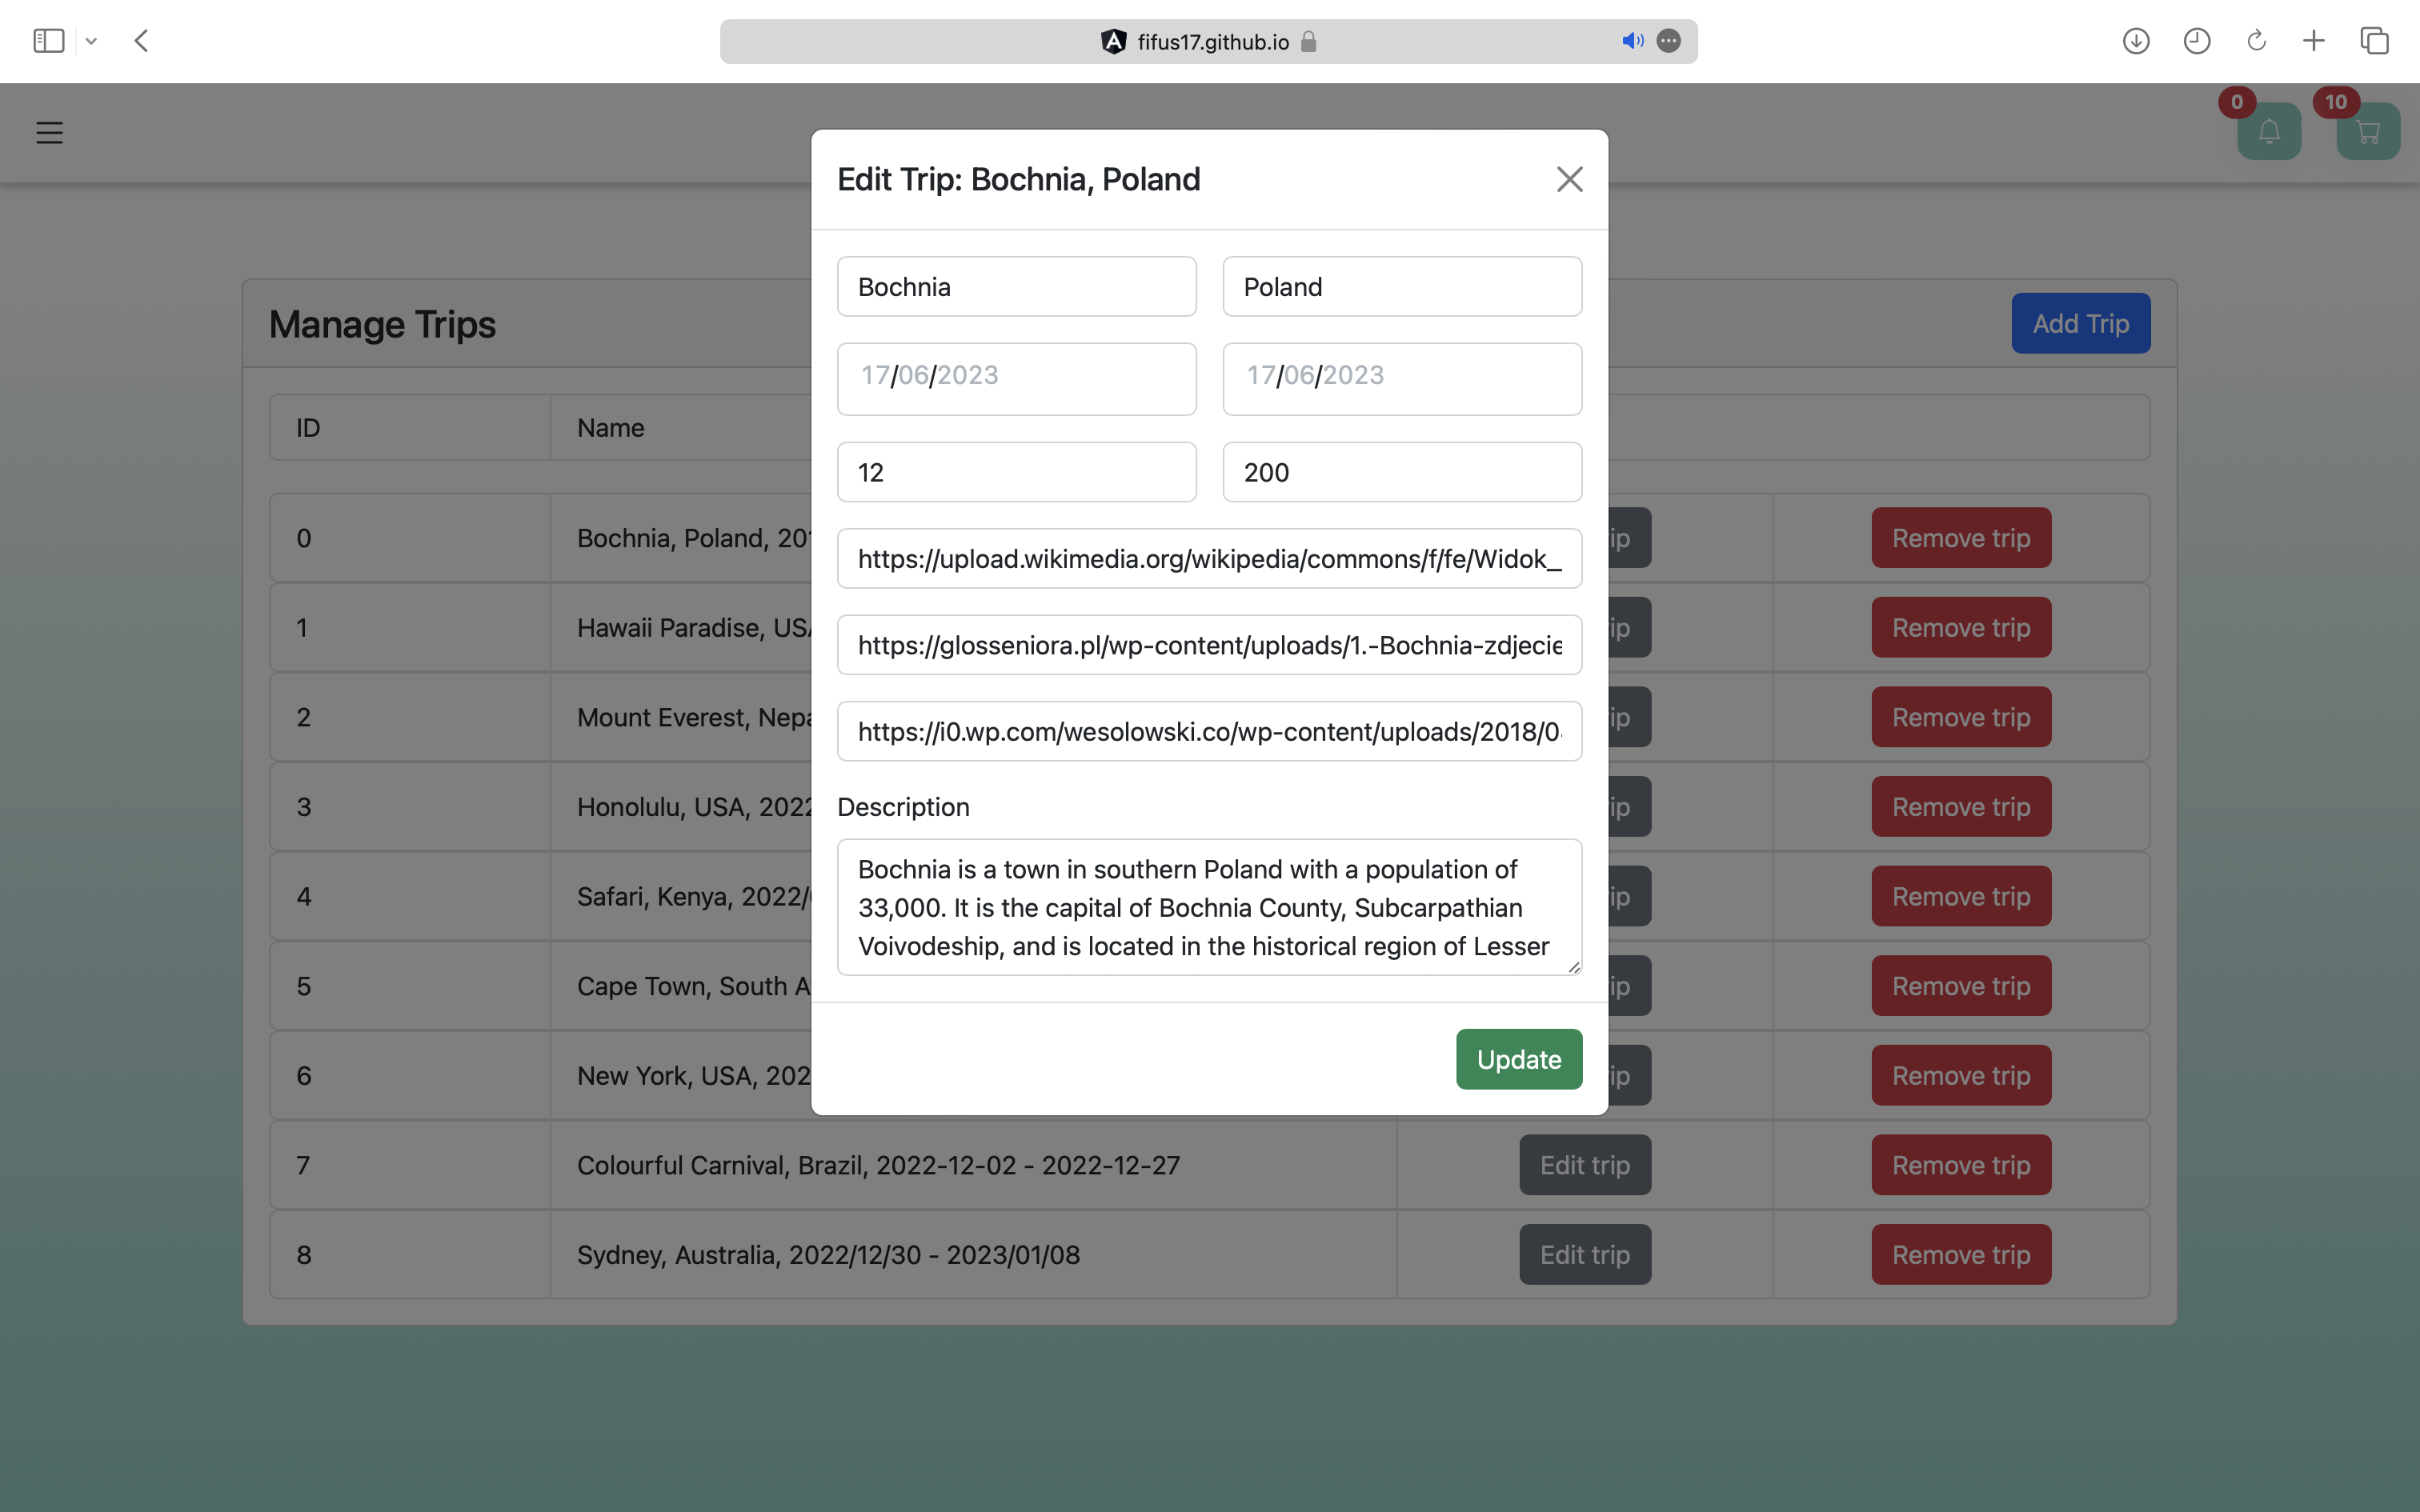 fifus17.github.io
0
10
Edit Trip: Bochnia, Poland
Bochnia
Poland
Manage Trips
Add Trip
17/06/2023
17/06/2023
ID
Name
12
200
0
Bochnia, Poland, 201
ip
Remove trip
https://upload.wikimedia.org/wikipedia/commons/f/fe/Widok_
1
Hawaii Paradise, USA
ip
Remove trip
https://glosseniora.pl/wp-content/uploads/1.-Bochnia-zdjecie
2
Mount Everest, Nepa
ip
Remove trip
https://i0.wp.com/wesolowski.co/wp-content/uploads/2018/0
3
Honolulu, USA, 2022
ip
Remove trip
Description
Bochnia is a town in southern Poland with a population of
33,000. It is the capital of Bochnia County, Subcarpathian
Voivodeship, and is located in the historical region of Lesser
4
Safari, Kenya, 2022/
ip
Remove trip
5
Cape Town, South A
ip
Remove trip
6
New York, USA, 202
ip
Remove trip
Update
7
Colourful Carnival, Brazil, 2022-12-02 - 2022-12-27
Edit trip
Remove trip
8
Sydney, Australia, 2022/12/30 - 2023/01/08
Edit trip
Remove trip